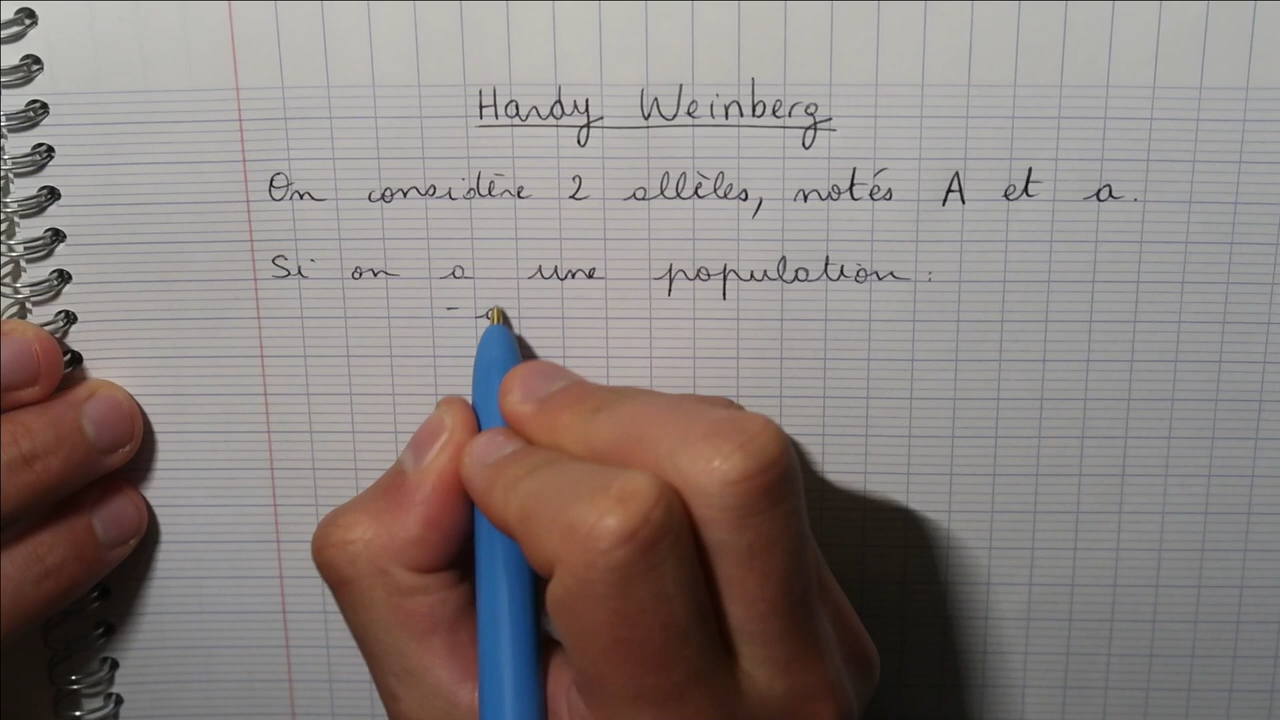 Hardy Weinberg
On considère 2 allèles, notés A et a.
Si on a une population :
-